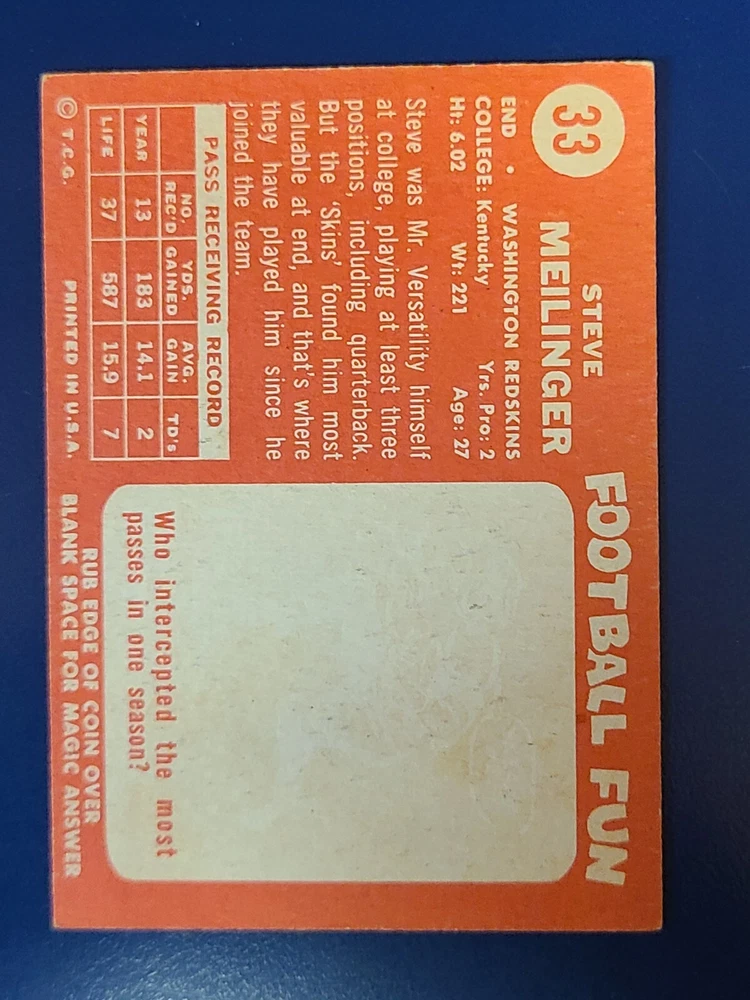 33
STEVE
MEILINGER
END • WASHINGTON REDSKINS
COLLEGE: Kentucky Yrs. Pro: 2
Ht: 6.02 Wt: 221 Age: 27
Steve was Mr. Versatility himself
at college, playing at least three
positions, including quarterback.
But the 'Skins' found him most
valuable at end, and that's where
they have played him since he
joined the team.
PASS RECEIVING RECORD
NO. REC'D YDS. GAINED AVG. GAIN TD's
YEAR 13 183 14.1 2
LIFE 37 587 15.9 7
© T.C.G. PRINTED IN U.S.A.
FOOTBALL FUN
Who intercepted the most
passes in one season?
RUB EDGE OF COIN OVER
BLANK SPACE FOR MAGIC ANSWER